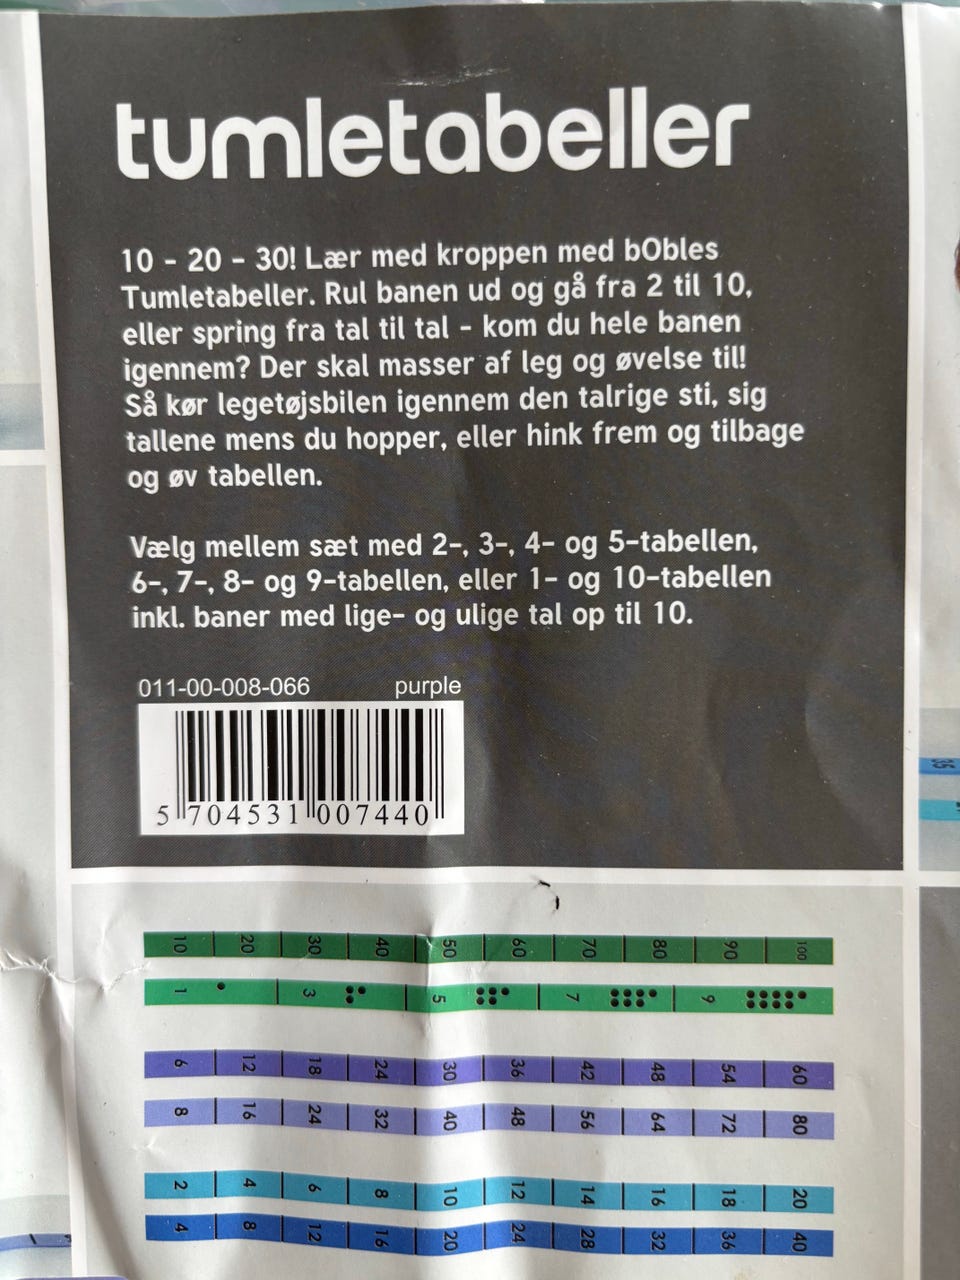 tumletabeller
10 - 20 - 30! Lær med kroppen med bObles
Tumletabeller. Rul banen ud og gå fra 2 til 10,
eller spring fra tal til tal - kom du hele banen
igennem? Der skal masser af leg og øvelse til!
Så kør legetøjsbilen igennem den talrige sti, sig
tallene mens du hopper, eller hink frem og tilbage
og øv tabellen.
Vælg mellem sæt med 2-, 3-, 4- og 5-tabellen,
6-, 7-, 8- og 9-tabellen, eller 1- og 10-tabellen
inkl. baner med lige- og ulige tal op til 10.
011-00-008-066 purple
5 704531 007440
10 20 30 40 50 60 70 80 90 100
1 3 5 7 9
6 12 18 24 30 36 42 48 54 60
8 16 24 32 40 48 56 64 72 80
2 4 6 8 10 12 14 16 18 20
4 8 12 16 20 24 28 32 36 40
35